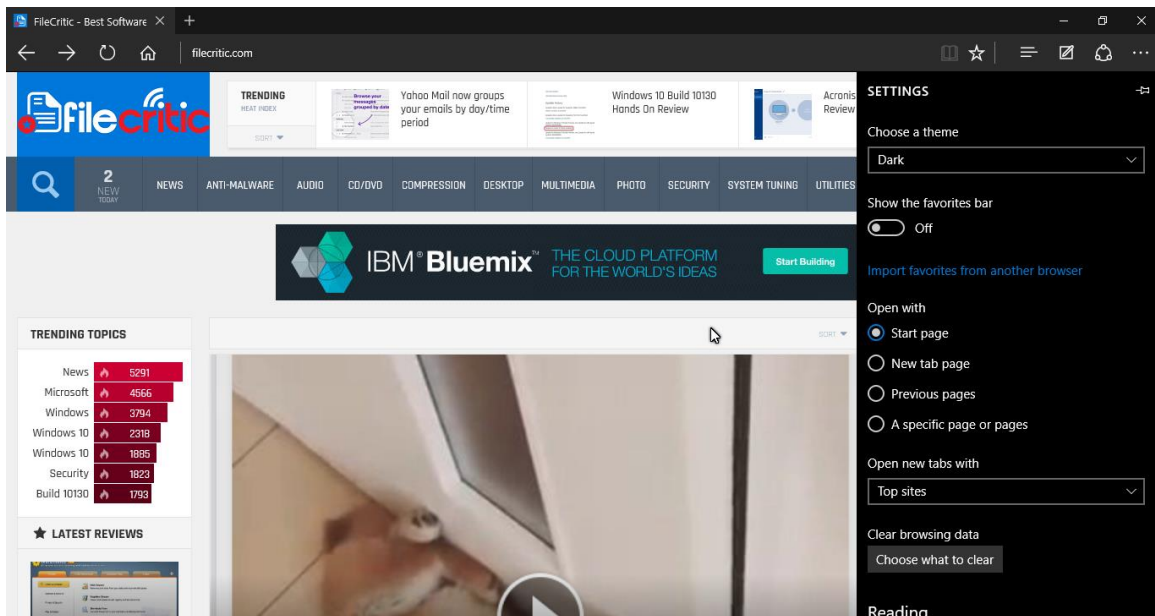 FileCritic - Best Software
filecritic.com
filecritic
TRENDING
HEAT INDEX
SORT
Yahoo Mail now groups
your emails by day/time
period
Windows 10 Build 10130
Hands On Review
Acronis
Review
2
NEW
TODAY
NEWS
ANTI-MALWARE
AUDIO
CD/DVD
COMPRESSION
DESKTOP
MULTIMEDIA
PHOTO
SECURITY
SYSTEM TUNING
UTILITIES
IBM® Bluemix™
THE CLOUD PLATFORM
FOR THE WORLD'S IDEAS
Start Building
TRENDING TOPICS
SORT
News 5291
Microsoft 4566
Windows 3794
Windows 10 2318
Windows 10 1885
Security 1823
Build 10130 1793
LATEST REVIEWS
SETTINGS
Choose a theme
Dark
Show the favorites bar
Off
Import favorites from another browser
Open with
Start page
New tab page
Previous pages
A specific page or pages
Open new tabs with
Top sites
Clear browsing data
Choose what to clear
Reading